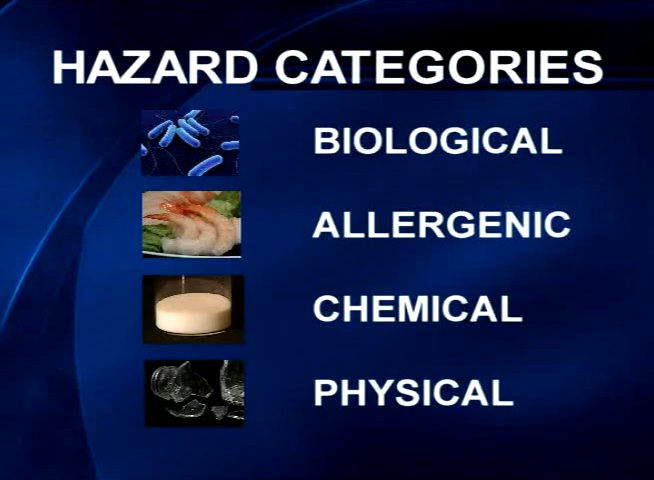 HAZARD CATEGORIES
BIOLOGICAL
ALLERGENIC
CHEMICAL
PHYSICAL